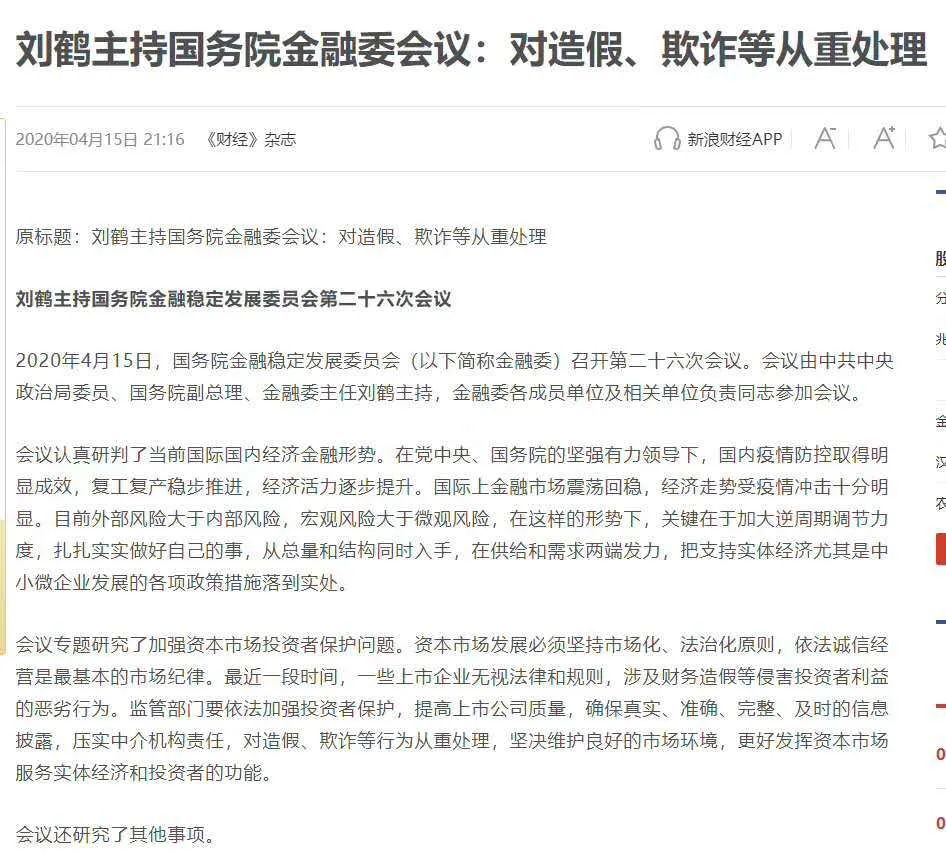 刘鹤主持国务院金融委会议：对造假、欺诈等从重处理
2020年04月15日 21:16 《财经》杂志
新浪财经APP
A-
A+
原标题：刘鹤主持国务院金融委会议：对造假、欺诈等从重处理
刘鹤主持国务院金融稳定发展委员会第二十六次会议
2020年4月15日，国务院金融稳定发展委员会（以下简称金融委）召开第二十六次会议。会议由中共中央
政治局委员、国务院副总理、金融委主任刘鹤主持，金融委各成员单位及相关单位负责同志参加会议。
会议认真研判了当前国际国内经济金融形势。在党中央、国务院的坚强有力领导下，国内疫情防控取得明
显成效，复工复产稳步推进，经济活力逐步提升。国际上金融市场震荡回稳，经济走势受疫情冲击十分明
显。目前外部风险大于内部风险，宏观风险大于微观风险，在这样的形势下，关键在于加大逆周期调节力
度，扎扎实实做好自己的事，从总量和结构同时入手，在供给和需求两端发力，把支持实体经济尤其是中
小微企业发展的各项政策措施落到实处。
会议专题研究了加强资本市场投资者保护问题。资本市场发展必须坚持市场化、法治化原则，依法诚信经
营是最基本的市场纪律。最近一段时间，一些上市企业无视法律和规则，涉及财务造假等侵害投资者利益
的恶劣行为。监管部门要依法加强投资者保护，提高上市公司质量，确保真实、准确、完整、及时的信息
披露，压实中介机构责任，对造假、欺诈等行为从重处理，坚决维护良好的市场环境，更好发挥资本市场
服务实体经济和投资者的功能。
会议还研究了其他事项。